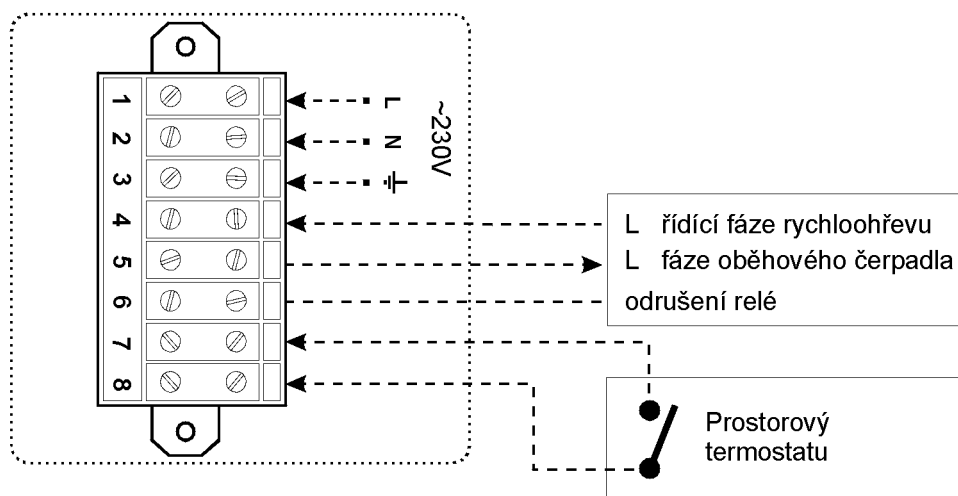 1
2
3
4
5
6
7
8
L
N
~230V
L řídící fáze rychloohřevu
L fáze oběhového čerpadla
odrušení relé
Prostorový
termostatu